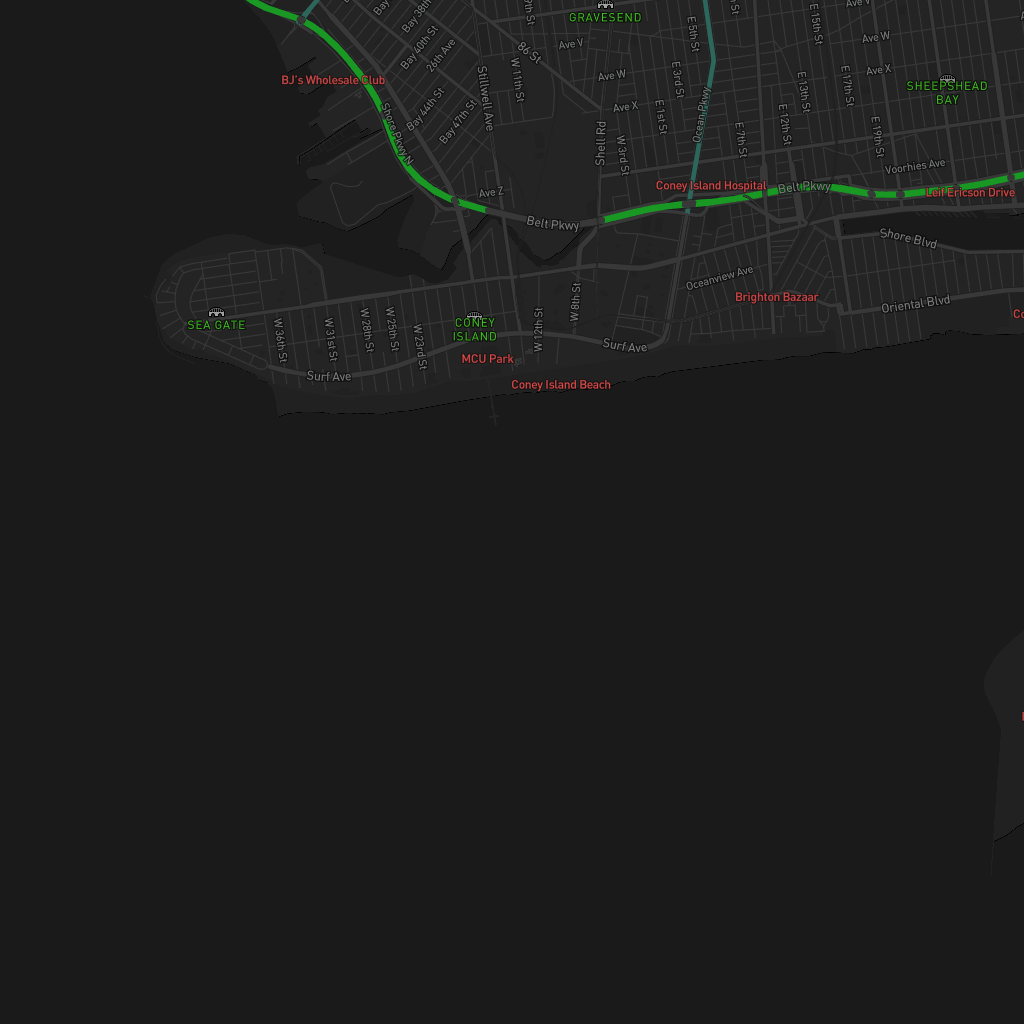 GRAVESEND
Bay 38th
86 St
Ave V
Bay 40th St
26th Ave
E 5th St
E 15th St
Ave V
Ave W
Ave X
Stillwell Ave
W 11th St
Ave W
E 3rd St
E 13th St
E 17th St
BJ's Wholesale Club
SHEEPSHEAD
BAY
Bay 44th St
Bay 47th St
Ave X
E 1st St
Ocean Pkwy
E 7th St
E 12th St
E 19th St
Shore Pkwy N
Shell Rd
W 3rd St
Voorhies Ave
Ave Z
Coney Island Hospital
Belt Pkwy
Leif Ericson Drive
Belt Pkwy
Shore Blvd
Oceanview Ave
W 8th St
Brighton Bazaar
Oriental Blvd
SEA GATE
W 36th St
W 31st St
W 28th St
W 25th St
W 23rd St
CONEY
ISLAND
W 12th St
Surf Ave
MCU Park
Surf Ave
Coney Island Beach